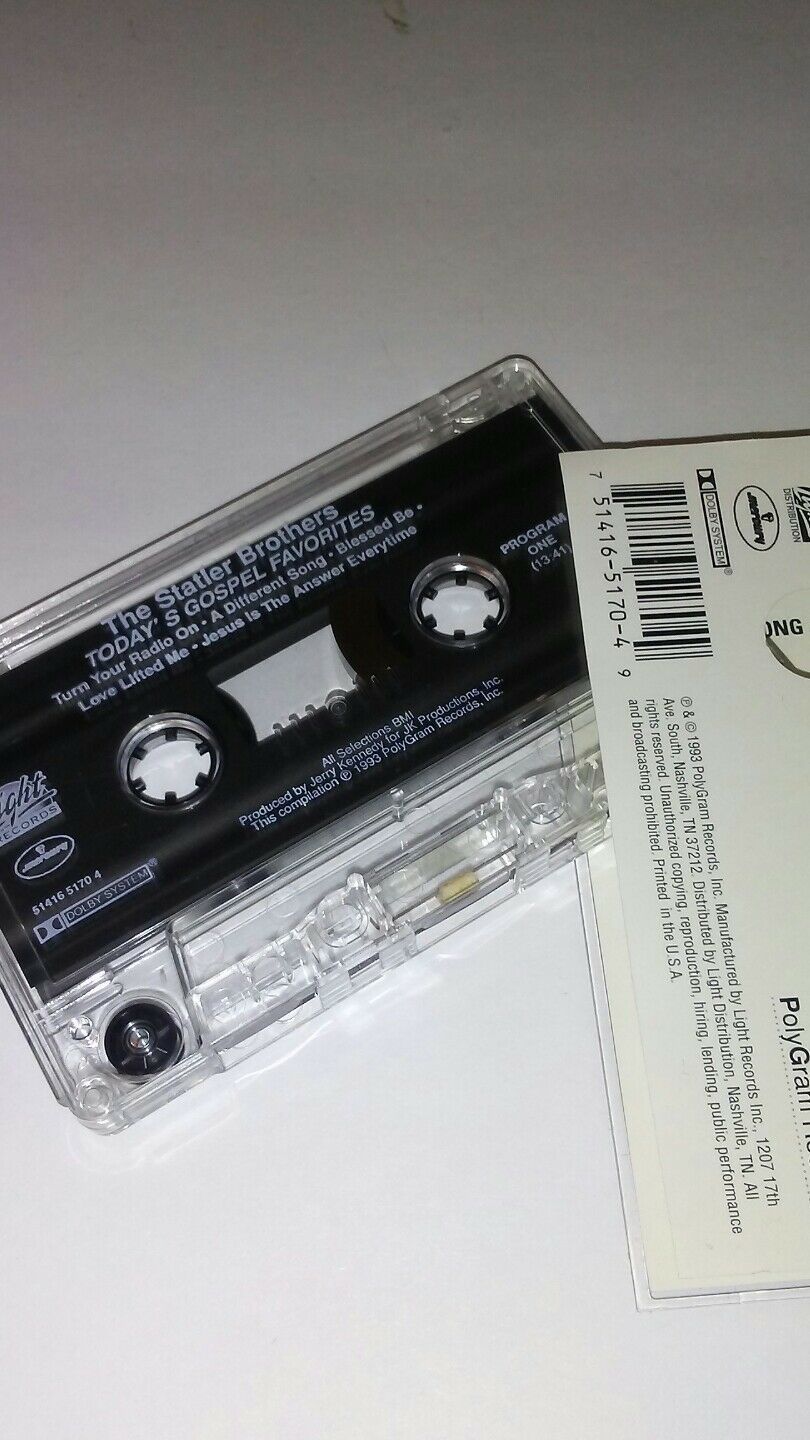 The Statler Brothers
TODAY'S GOSPEL FAVORITES
Turn Your Radio On • A Different Song • Blessed Be •
Love Lifted Me • Jesus Is The Answer Everytime
PROGRAM
ONE
(13:41)
All Selections BMI
Produced by Jerry Kennedy for JK Productions, Inc.
This compilation ℗ 1993 PolyGram Records, Inc.
RECORDS
mercury
51416 5170 4
DOLBY SYSTEM®
7 51416-5170-4 9
DOLBY SYSTEM®
mercury
DISTRIBUTION
℗ & © 1993 PolyGram Records, Inc. Manufactured by Light Records Inc., 1207 17th
Ave. South, Nashville, TN 37212. Distributed by Light Distribution, Nashville, TN. All
rights reserved. Unauthorized copying, reproduction, hiring, lending, public performance
and broadcasting prohibited. Printed in the U.S.A.